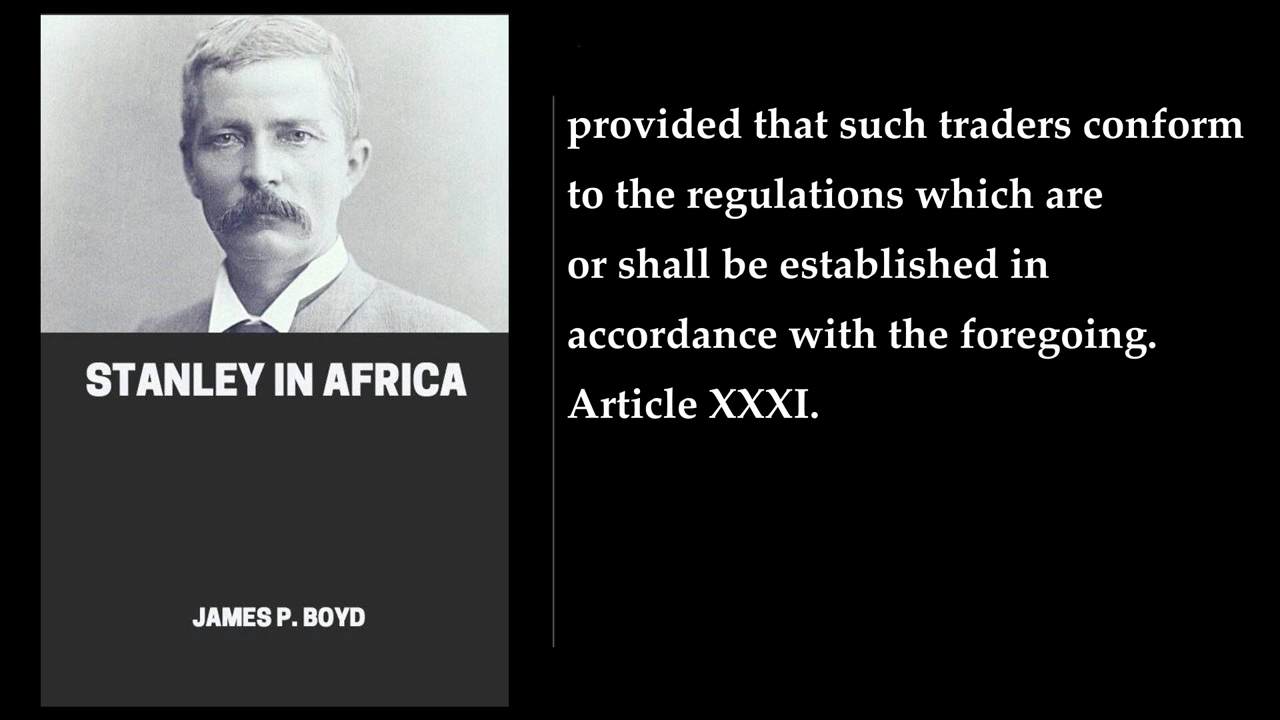 STANLEY IN AFRICA
JAMES P. BOYD
provided that such traders conform
to the regulations which are
or shall be established in
accordance with the foregoing.
Article XXXI.